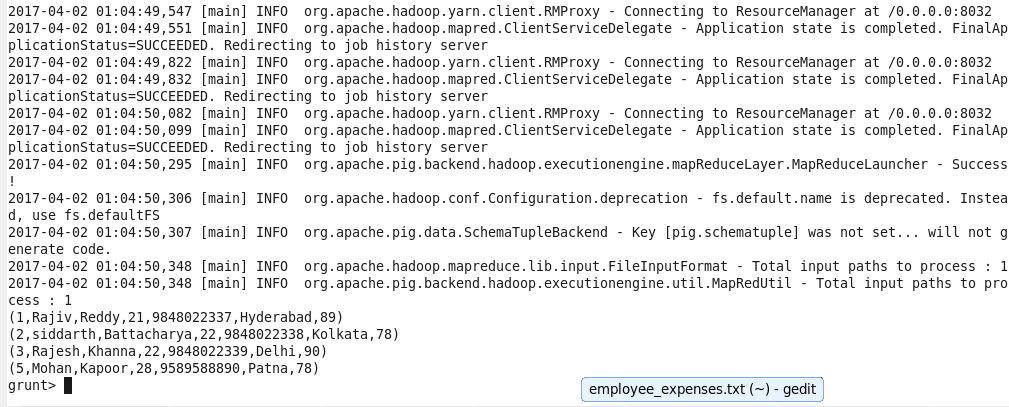 2017-04-02 01:04:49,547 [main] INFO  org.apache.hadoop.yarn.client.RMProxy - Connecting to ResourceManager at /0.0.0.0:8032
2017-04-02 01:04:49,551 [main] INFO  org.apache.hadoop.mapred.ClientServiceDelegate - Application state is completed. FinalAp
plicationStatus=SUCCEEDED. Redirecting to job history server
2017-04-02 01:04:49,822 [main] INFO  org.apache.hadoop.yarn.client.RMProxy - Connecting to ResourceManager at /0.0.0.0:8032
2017-04-02 01:04:49,832 [main] INFO  org.apache.hadoop.mapred.ClientServiceDelegate - Application state is completed. FinalAp
plicationStatus=SUCCEEDED. Redirecting to job history server
2017-04-02 01:04:50,082 [main] INFO  org.apache.hadoop.yarn.client.RMProxy - Connecting to ResourceManager at /0.0.0.0:8032
2017-04-02 01:04:50,099 [main] INFO  org.apache.hadoop.mapred.ClientServiceDelegate - Application state is completed. FinalAp
plicationStatus=SUCCEEDED. Redirecting to job history server
2017-04-02 01:04:50,295 [main] INFO  org.apache.pig.backend.hadoop.executionengine.mapReduceLayer.MapReduceLauncher - Success
!
2017-04-02 01:04:50,306 [main] INFO  org.apache.hadoop.conf.Configuration.deprecation - fs.default.name is deprecated. Instea
d, use fs.defaultFS
2017-04-02 01:04:50,307 [main] INFO  org.apache.pig.data.SchemaTupleBackend - Key [pig.schematuple] was not set... will not g
enerate code.
2017-04-02 01:04:50,348 [main] INFO  org.apache.hadoop.mapreduce.lib.input.FileInputFormat - Total input paths to process : 1
2017-04-02 01:04:50,348 [main] INFO  org.apache.pig.backend.hadoop.executionengine.util.MapRedUtil - Total input paths to pro
cess : 1
(1,Rajiv,Reddy,21,9848022337,Hyderabad,89)
(2,siddarth,Battacharya,22,9848022338,Kolkata,78)
(3,Rajesh,Khanna,22,9848022339,Delhi,90)
(5,Mohan,Kapoor,28,9589588890,Patna,78)
grunt>
employee_expenses.txt (~) - gedit